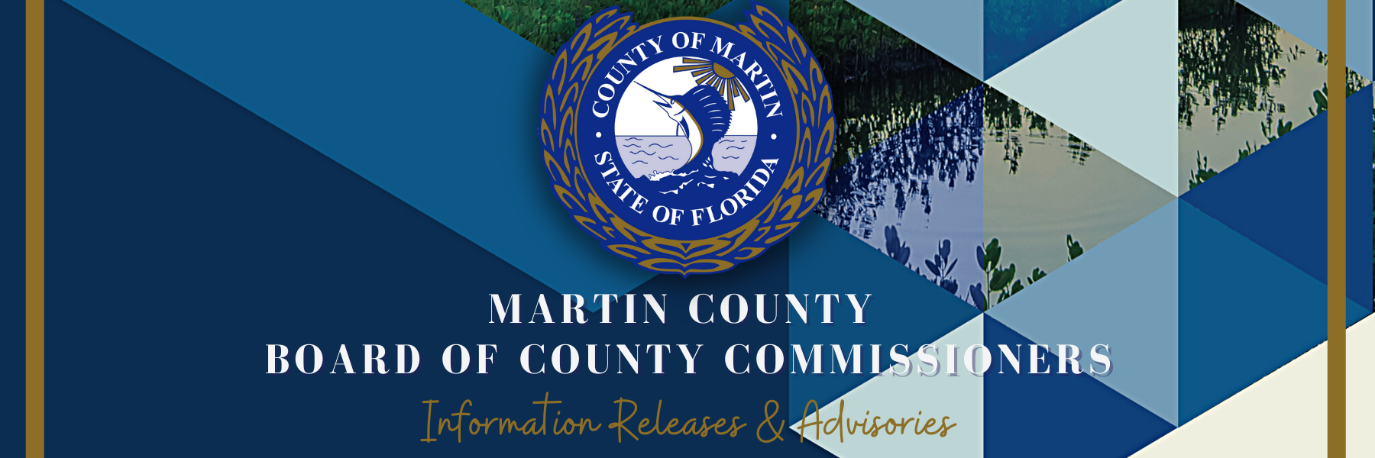 COUNTY OF MARTIN
STATE OF FLORIDA
MARTIN COUNTY
BOARD OF COUNTY COMMISSIONERS
Information Releases & Advisories